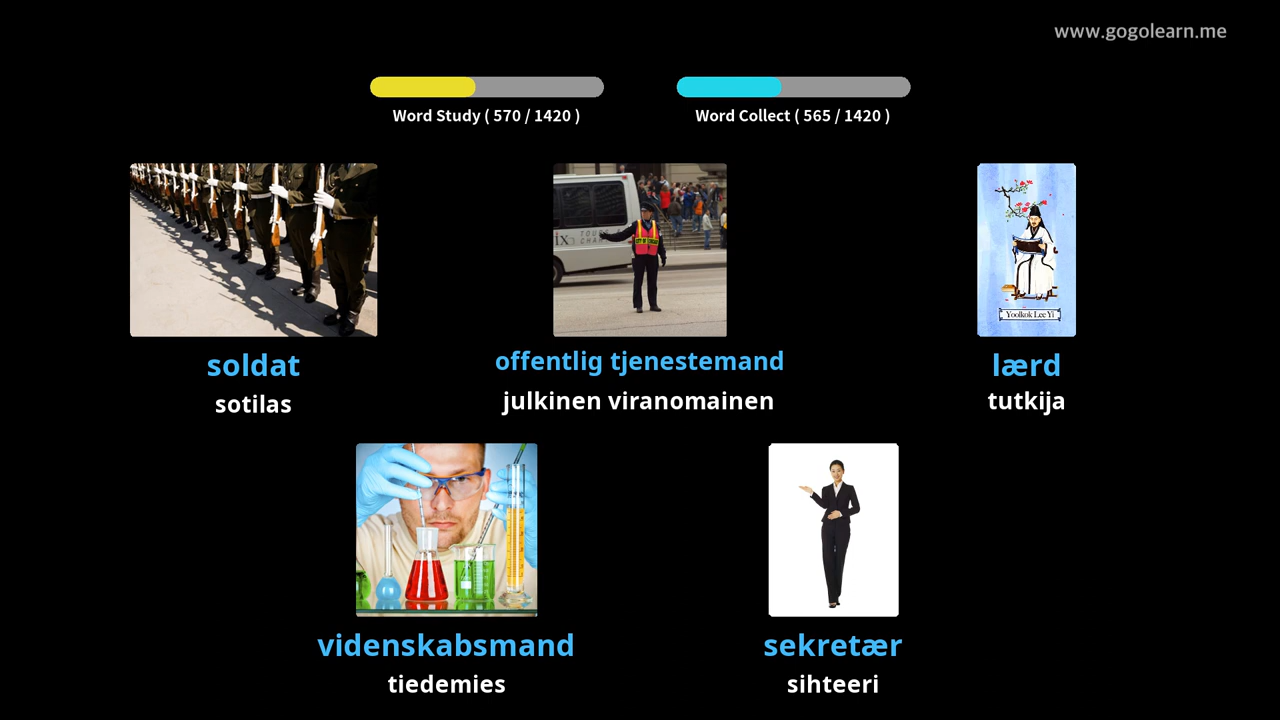 www.gogolearn.me
Word Study ( 570 / 1420 )
Word Collect ( 565 / 1420 )
soldat
sotilas
offentlig tjenestemand
julkinen viranomainen
Yoolkok Lee Yi
lærd
tutkija
videnskabsmand
tiedemies
sekretær
sihteeri